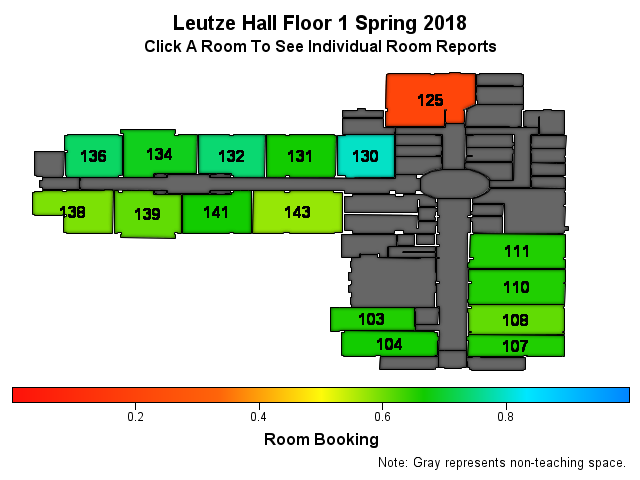 Leutze Hall Floor 1 Spring 2018
Click A Room To See Individual Room Reports
125
136 134 132 131 130
138 139 141 143
111
110
103 108
104 107
0.2 0.4 0.6 0.8
Room Booking
Note: Gray represents non-teaching space.